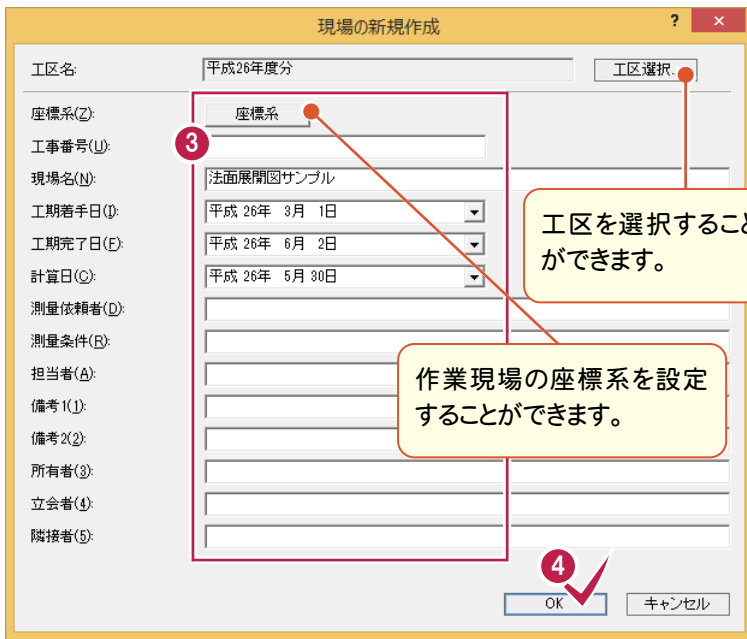 現場の新規作成 ? ×
工区名: 平成26年度分 工区選択...
座標系(Z): 座標系
3
工事番号(U):
現場名(N): 法面展開図サンプル
工期着手日(I): 平成 26年 3月 1日
工期完了日(F): 平成 26年 6月 2日
計算日(C): 平成 26年 5月 30日
工区を選択すること
ができます。
測量依頼者(D):
測量条件(R):
担当者(A):
作業現場の座標系を設定
することができます。
備考1(1):
備考2(2):
所有者(3):
立会者(4):
隣接者(5):
4
OK キャンセル